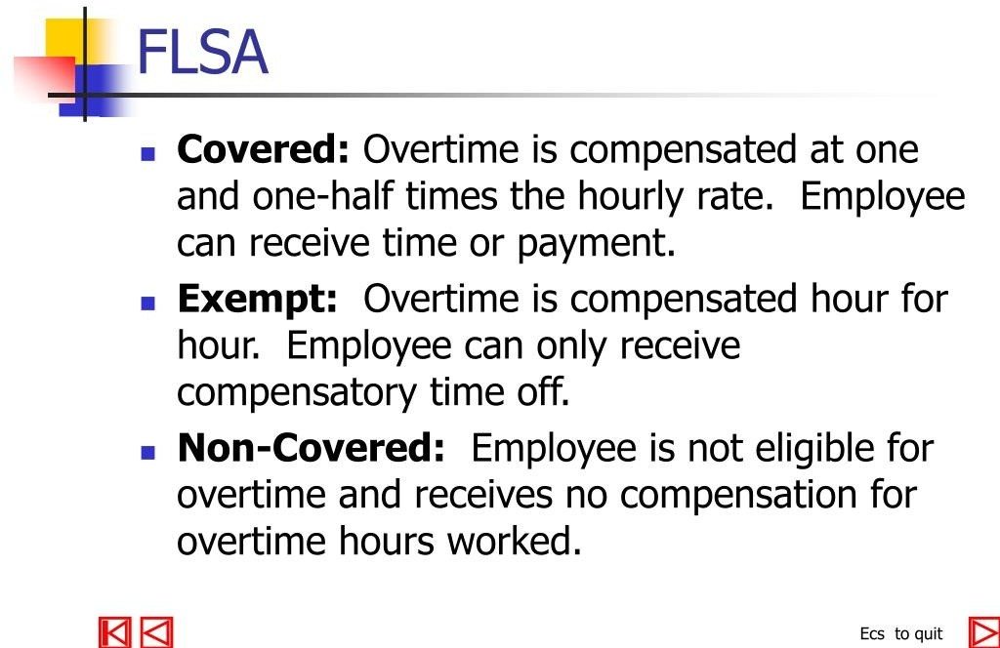 FLSA
Covered: Overtime is compensated at one
and one-half times the hourly rate.  Employee
can receive time or payment.
Exempt:  Overtime is compensated hour for
hour.  Employee can only receive
compensatory time off.
Non-Covered:  Employee is not eligible for
overtime and receives no compensation for
overtime hours worked.
Ecs  to quit